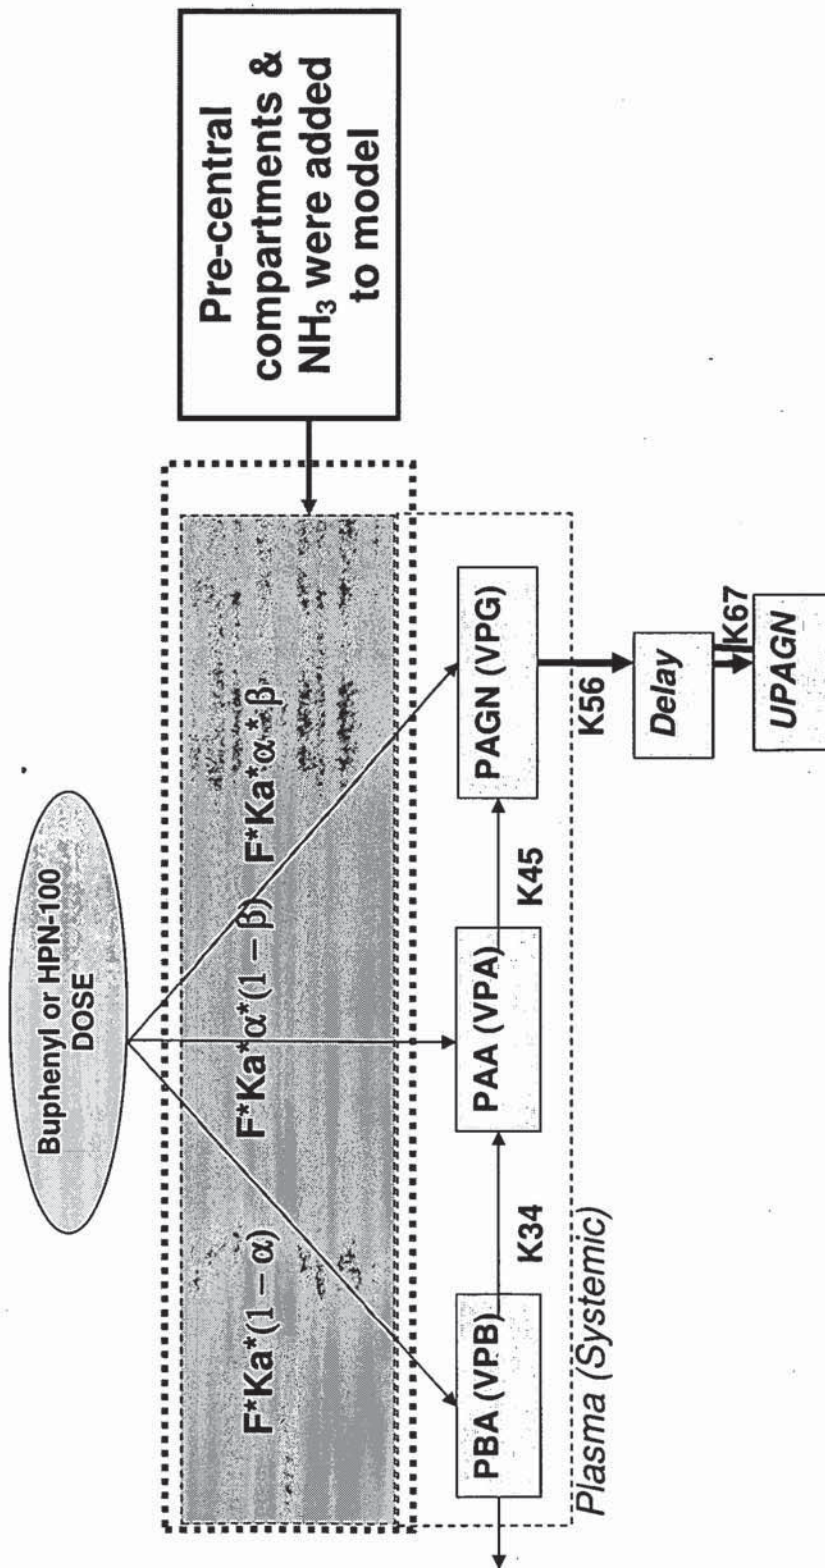 Buphenyl or HPN-100
DOSE
Pre-central
compartments &
NH₃ were added
to model
F*Ka*(1 – α)
F*Ka*α*(1 – β)
F*Ka*α*β
PBA (VPB)
K34
PAA (VPA)
K45
PAGN (VPG)
Plasma (Systemic)
K56
Delay
K67
UPAGN